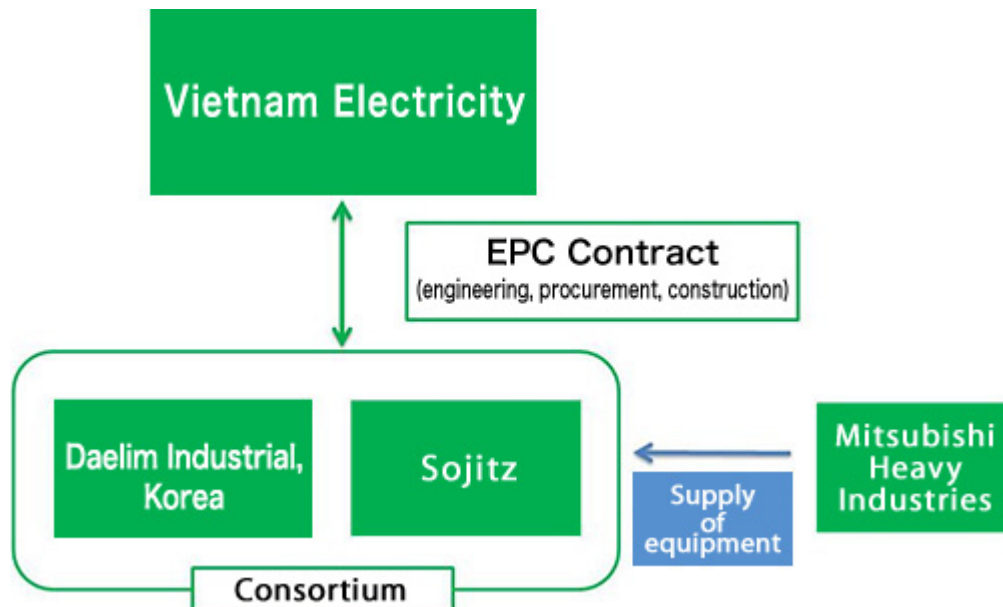 Vietnam Electricity
EPC Contract
(engineering, procurement, construction)
Daelim Industrial,
Korea
Sojitz
Supply
of
equipment
Mitsubishi
Heavy
Industries
Consortium